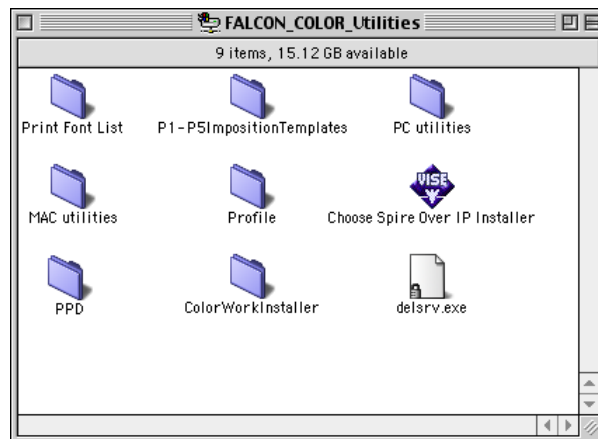 FALCON_COLOR_Utilities
9 items, 15.12 GB available
Print Font List
P1-P5ImpositionTemplates
PC utilities
VISE
MAC utilities
Profile
Choose Spire Over IP Installer
PPD
ColorWorkInstaller
delsrv.exe